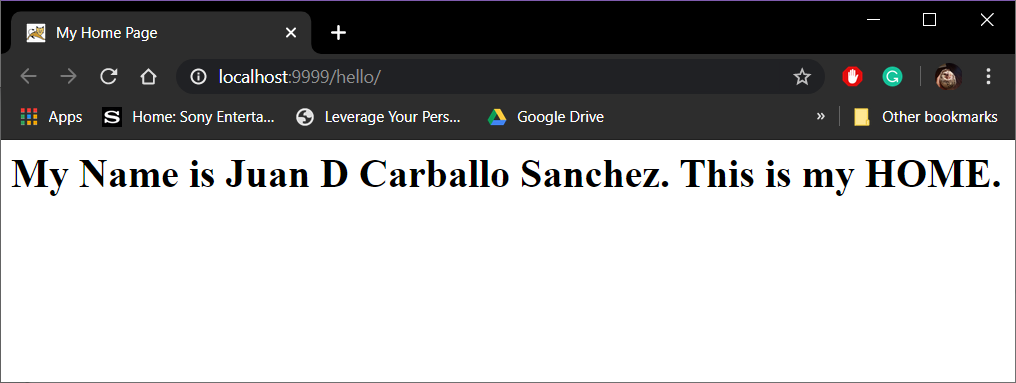 My Home Page
localhost:9999/hello/
Apps
S Home: Sony Enterta...
Leverage Your Pers...
Google Drive
»
Other bookmarks
My Name is Juan D Carballo Sanchez. This is my HOME.